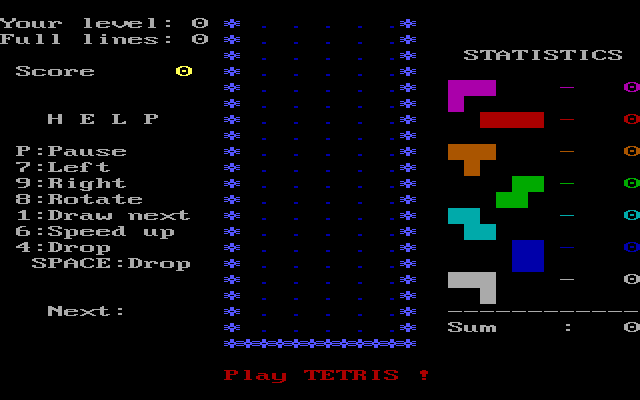 Your level: 0
Full lines: 0
Score 0
H E L P
P:Pause
7:Left
9:Right
8:Rotate
1:Draw next
6:Speed up
4:Drop
SPACE:Drop
Next:
STATISTICS
— 0
— 0
— 0
— 0
— 0
— 0
— 0
Sum : 0
Play TETRIS !